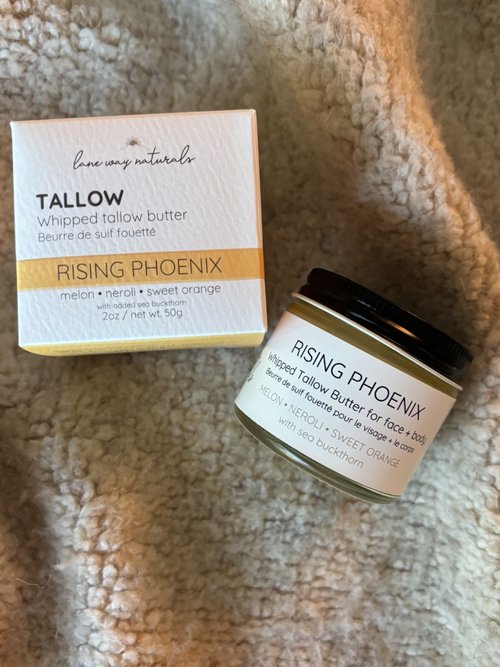 lane way naturals
TALLOW
Whipped tallow butter
Beurre de suif fouetté
RISING PHOENIX
melon • neroli • sweet orange
with added sea buckthorn
2oz / net wt. 50g
RISING PHOENIX
Whipped Tallow Butter for face + body
Beurre de suif fouetté pour le visage + le corps
MELON • NEROLI • SWEET ORANGE
with sea buckthorn